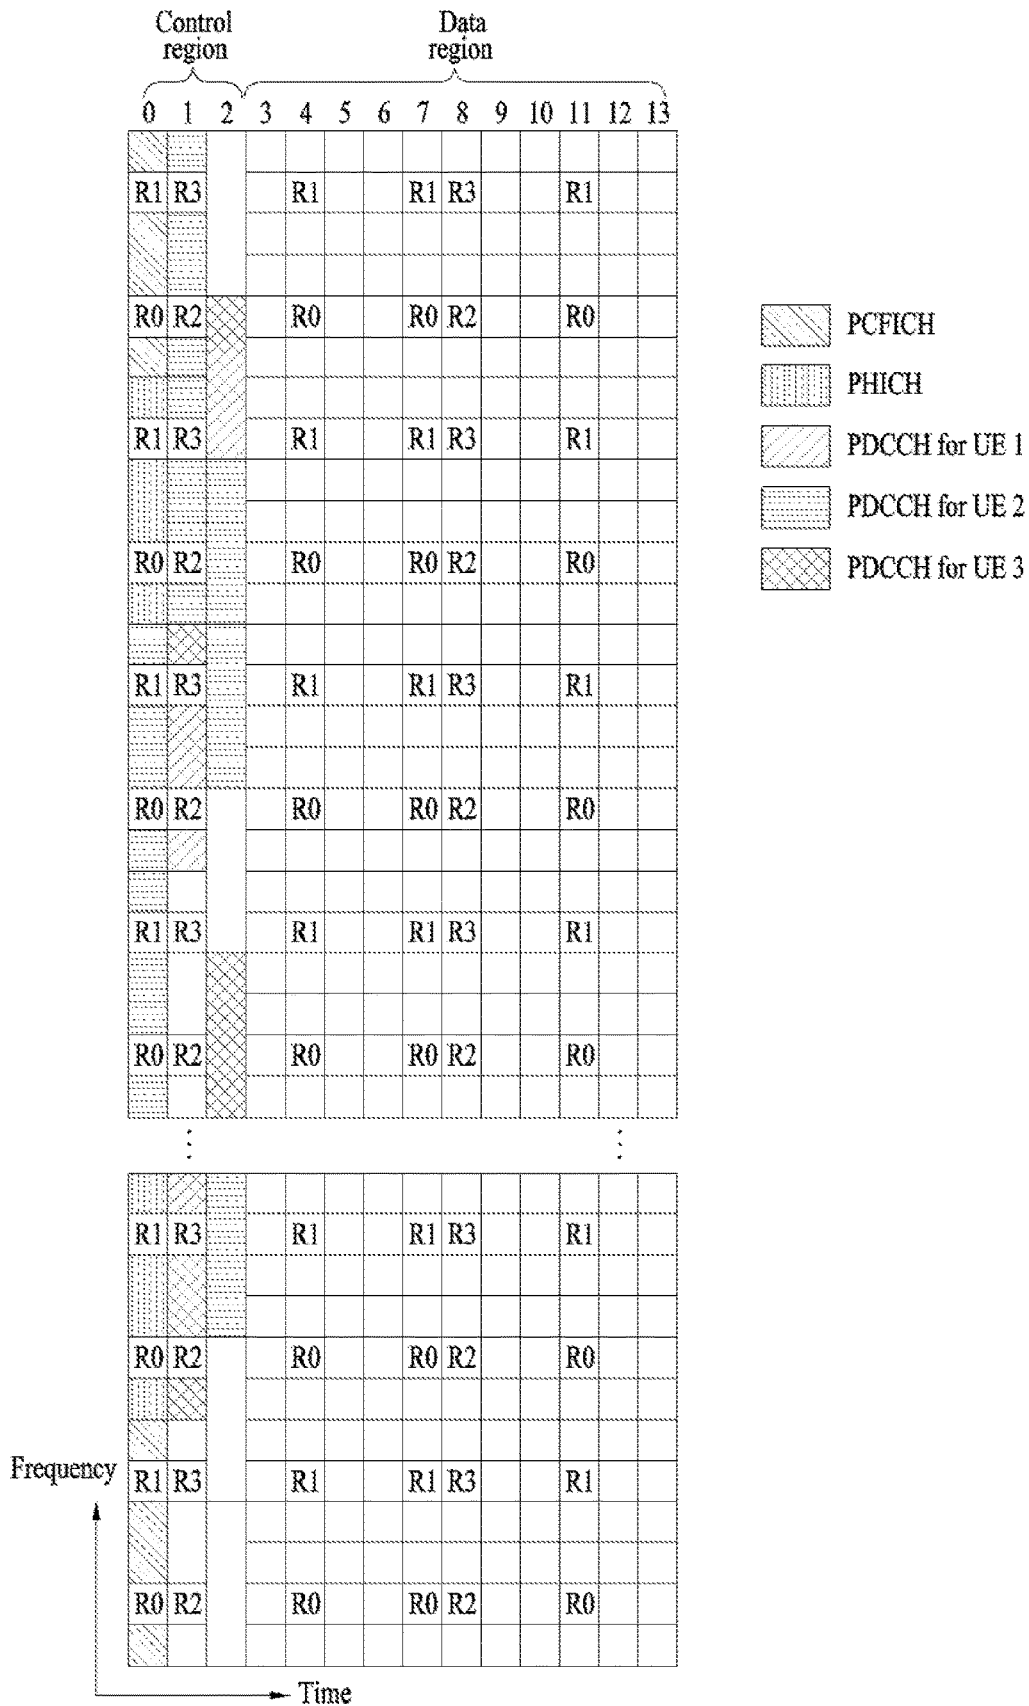 Control region
Data region
0 1 2 3 4 5 6 7 8 9 10 11 12 13
R1 R3 R1 R1 R3 R1
R0 R2 R0 R0 R2 R0
R1 R3 R1 R1 R3 R1
R0 R2 R0 R0 R2 R0
R1 R3 R1 R1 R3 R1
R0 R2 R0 R0 R2 R0
R1 R3 R1 R1 R3 R1
R0 R2 R0 R0 R2 R0
R1 R3 R1 R1 R3 R1
R0 R2 R0 R0 R2 R0
R1 R3 R1 R1 R3 R1
R0 R2 R0 R0 R2 R0
PCFICH
PHICH
PDCCH for UE 1
PDCCH for UE 2
PDCCH for UE 3
Frequency
Time